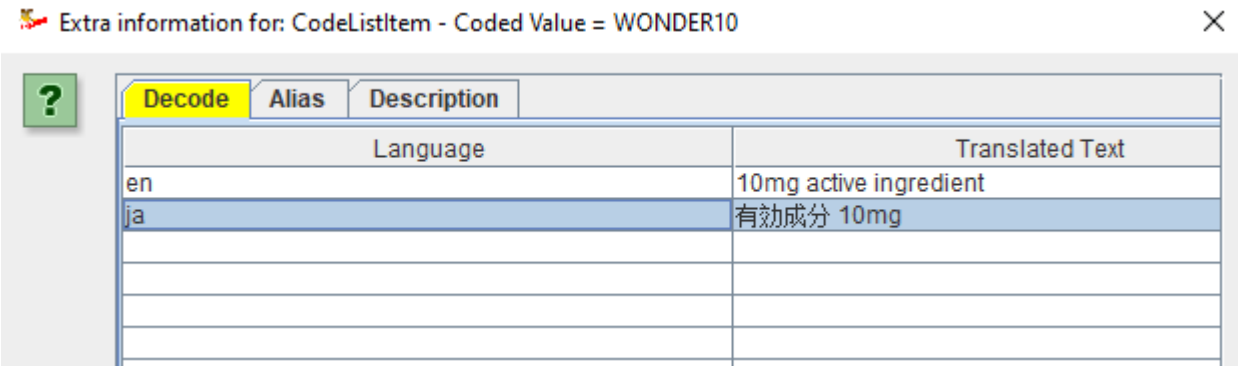 Extra information for: CodeListItem - Coded Value = WONDER10
?
Decode Alias Description
Language Translated Text
en 10mg active ingredient
ja 有効成分 10mg